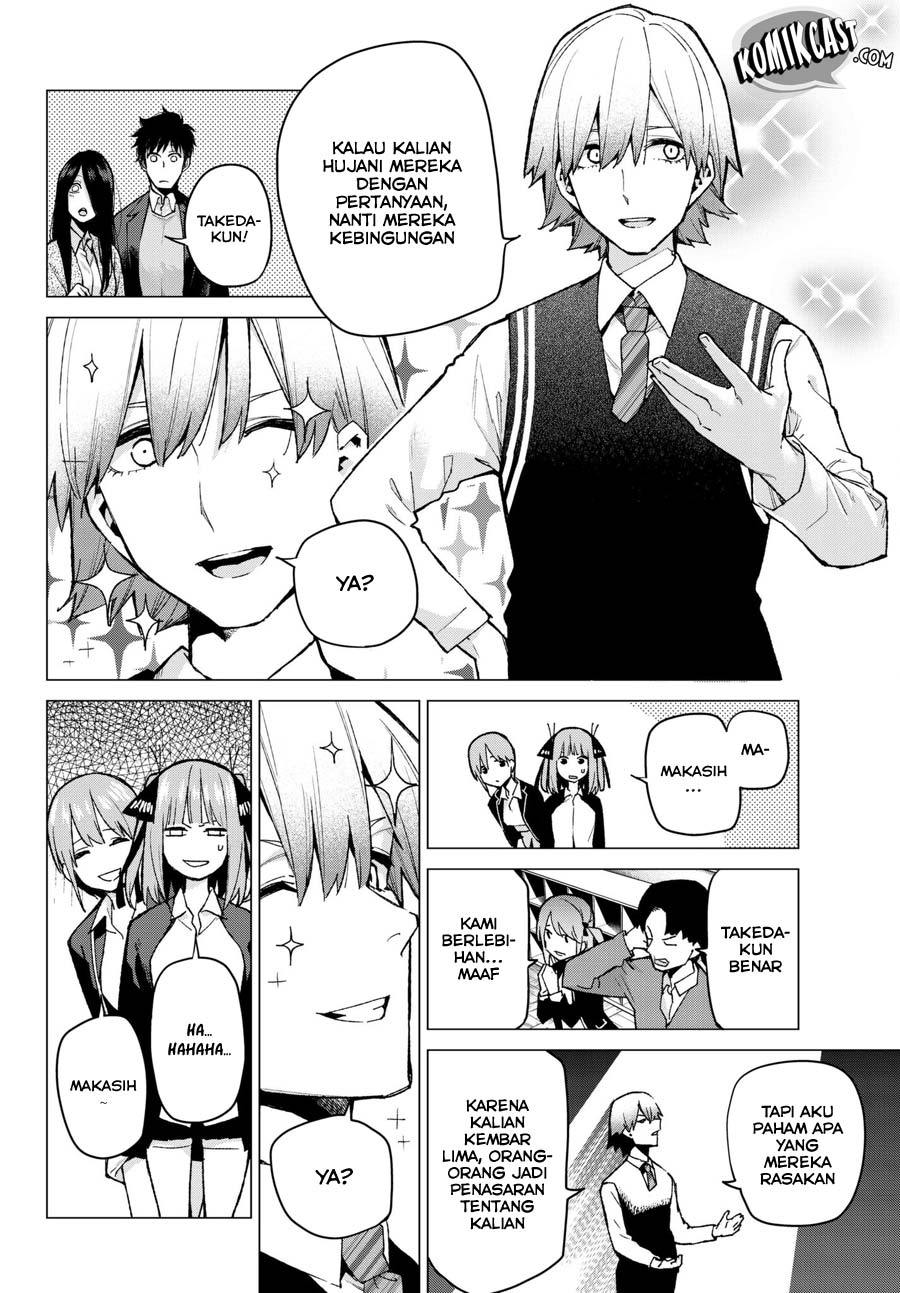 KOMIKCAST
.COM
KALAU KALIAN
HUJANI MEREKA
DENGAN
PERTANYAAN,
NANTI MEREKA
KEBINGUNGAN
TAKEDA-
KUN!
YA?
MA-
MAKASIH
...
TAKEDA-
KUN
BENAR
KAMI
BERLEBI-
HAN...
MAAF
TAPI AKU
PAHAM APA
YANG
MEREKA
RASAKAN
KARENA
KALIAN
KEMBAR
LIMA, ORANG-
ORANG JADI
PENASARAN
TENTANG
KALIAN
YA?
HA...
HAHAHA...
MAKASIH
~